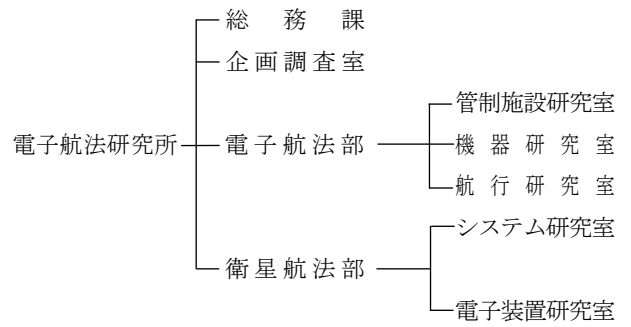 総務課
企画調査室
管制施設研究室
電子航法研究所
電子航法部
機器研究室
航行研究室
システム研究室
衛星航法部
電子装置研究室